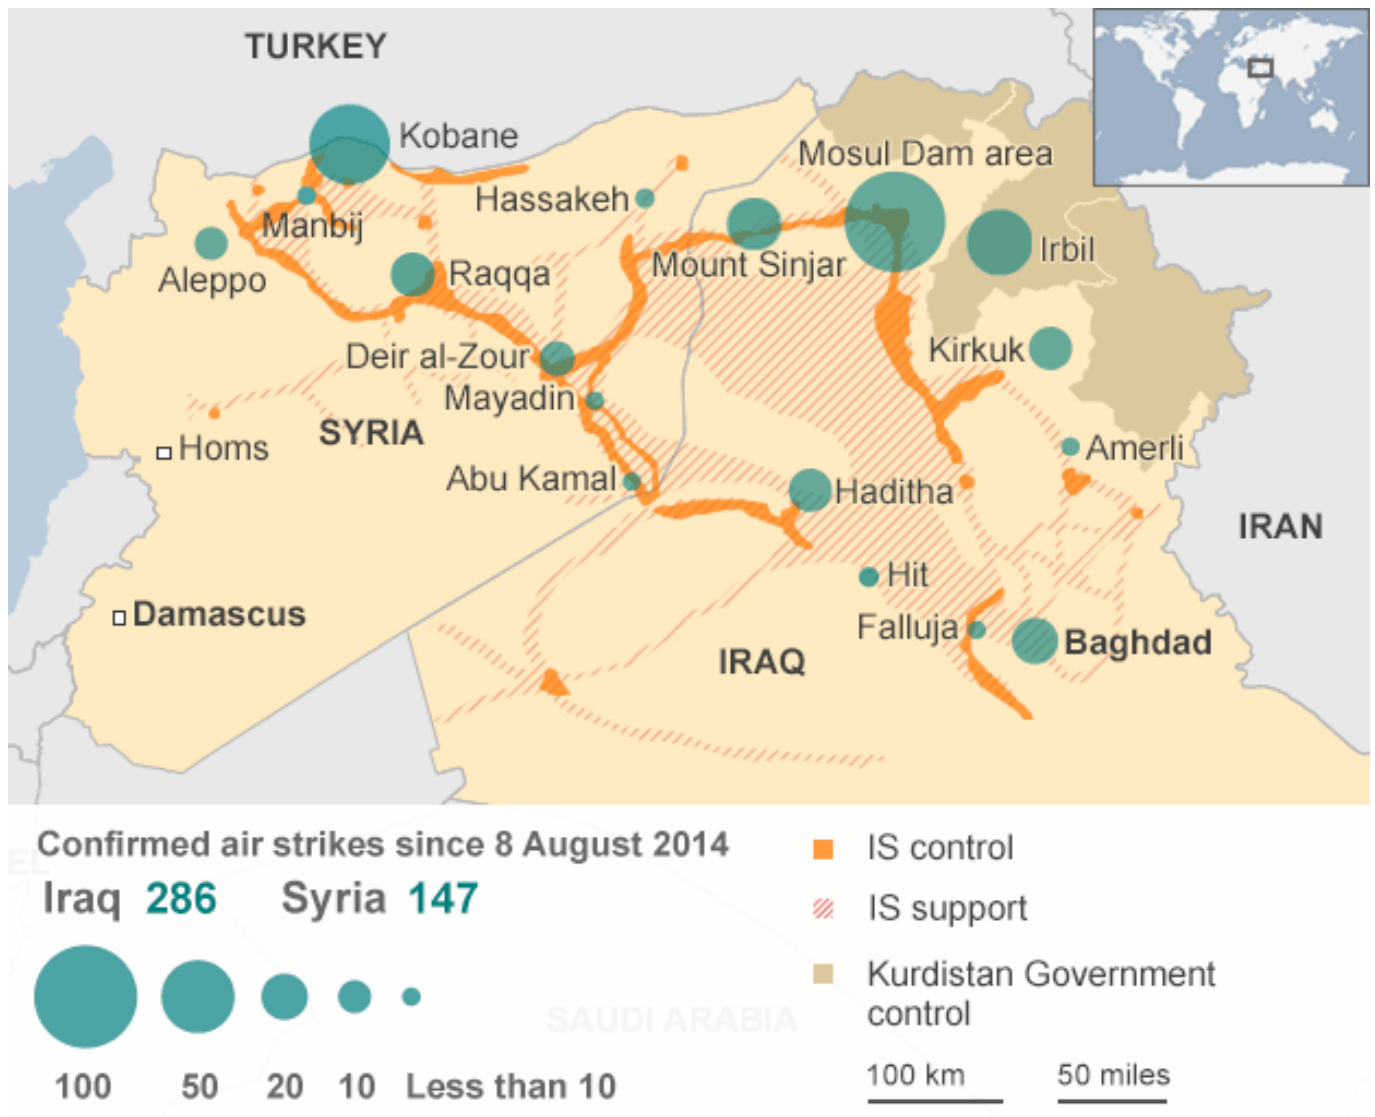 TURKEY
Kobane
Mosul Dam area
Hassakeh
Manbij
Irbil
Mount Sinjar
Aleppo
Raqqa
Kirkuk
Deir al-Zour
Mayadin
SYRIA
Homs
Amerli
Abu Kamal
Haditha
IRAN
Hit
Damascus
Falluja
Baghdad
IRAQ
Confirmed air strikes since 8 August 2014
Iraq 286 Syria 147
100 50 20 10 Less than 10
IS control
IS support
Kurdistan Government
control
SAUDI ARABIA
100 km 50 miles